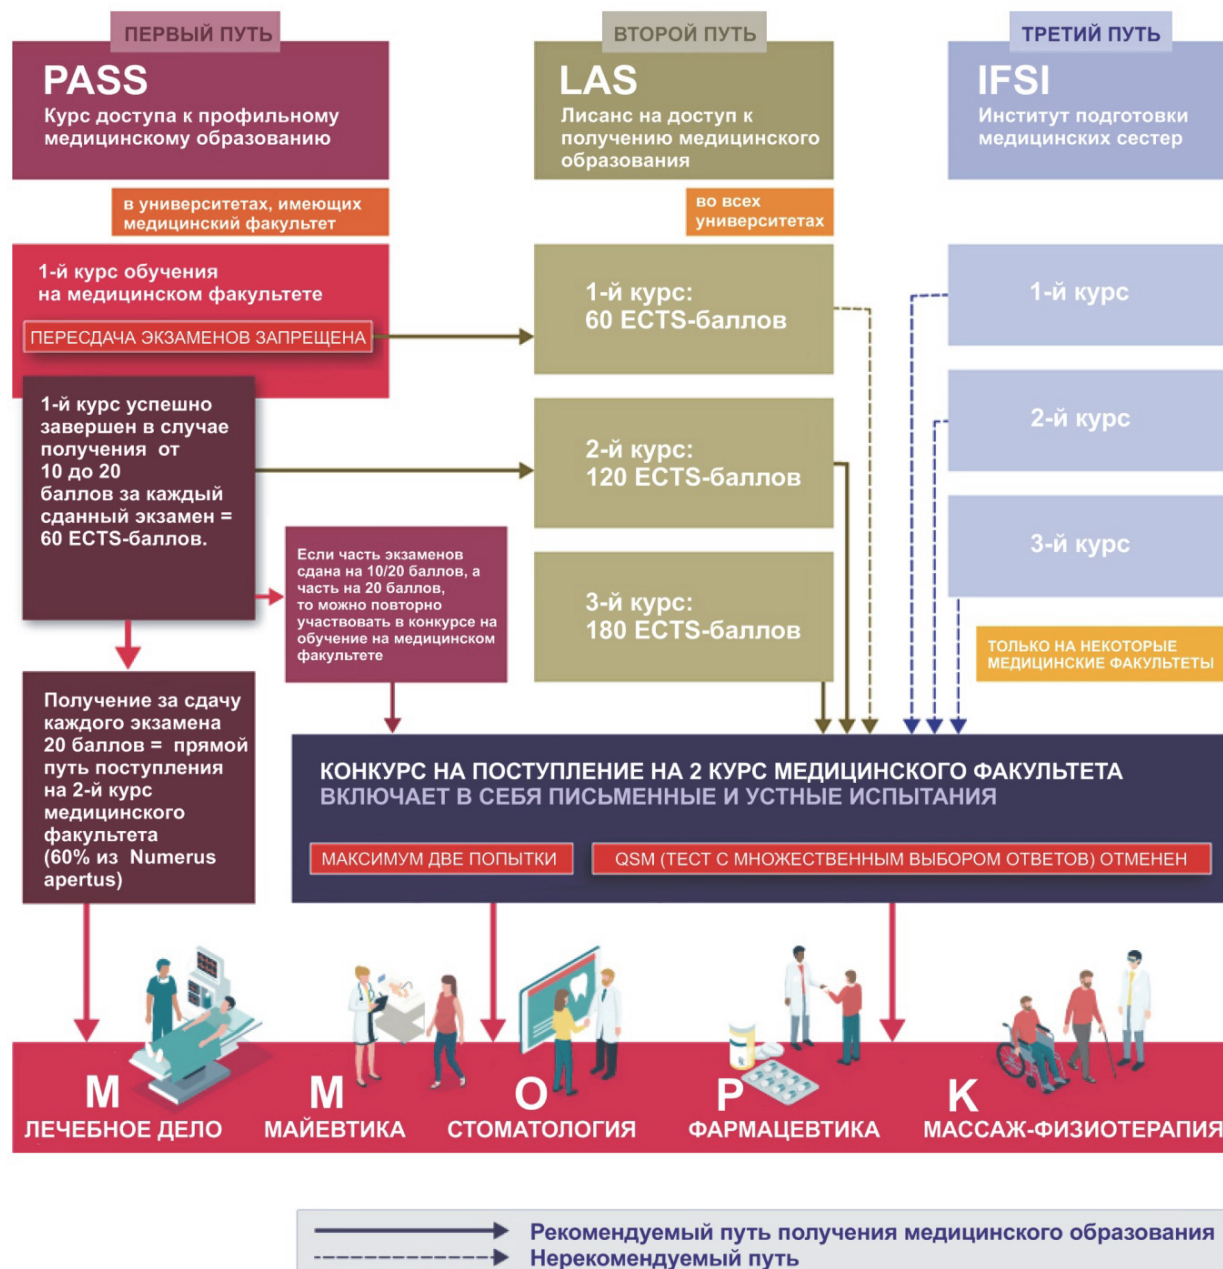 ПЕРВЫЙ ПУТЬ
PASS
Курс доступа к профильному
медицинскому образованию
в университетах, имеющих
медицинский факультет
1-й курс обучения
на медицинском факультете
ПЕРЕСДАЧА ЭКЗАМЕНОВ ЗАПРЕЩЕНА
1-й курс успешно
завершен в случае
получения от
10 до 20
баллов за каждый
сданный экзамен =
60 ECTS-баллов.
Если часть экзаменов
сдана на 10/20 баллов, а
часть на 20 баллов,
то можно повторно
участвовать в конкурсе на
обучение на медицинском
факультете
Получение за сдачу
каждого экзамена
20 баллов = прямой
путь поступления
на 2-й курс
медицинского
факультета
(60% из Numerus
apertus)
ВТОРОЙ ПУТЬ
LAS
Лисанс на доступ к
получению медицинского
образования
во всех
университетах
1-й курс:
60 ECTS-баллов
2-й курс:
120 ECTS-баллов
3-й курс:
180 ECTS-баллов
ТРЕТИЙ ПУТЬ
IFSI
Институт подготовки
медицинских сестер
1-й курс
2-й курс
3-й курс
ТОЛЬКО НА НЕКОТОРЫЕ
МЕДИЦИНСКИЕ ФАКУЛЬТЕТЫ
КОНКУРС НА ПОСТУПЛЕНИЕ НА 2 КУРС МЕДИЦИНСКОГО ФАКУЛЬТЕТА
ВКЛЮЧАЕТ В СЕБЯ ПИСЬМЕННЫЕ И УСТНЫЕ ИСПЫТАНИЯ
МАКСИМУМ ДВЕ ПОПЫТКИ
QSM (ТЕСТ С МНОЖЕСТВЕННЫМ ВЫБОРОМ ОТВЕТОВ) ОТМЕНЕН
M
ЛЕЧЕБНОЕ ДЕЛО
M
МАЙЕВТИКА
O
СТОМАТОЛОГИЯ
P
ФАРМАЦЕВТИКА
K
МАССАЖ-ФИЗИОТЕРАПИЯ
Рекомендуемый путь получения медицинского образования
Нерекомендуемый путь